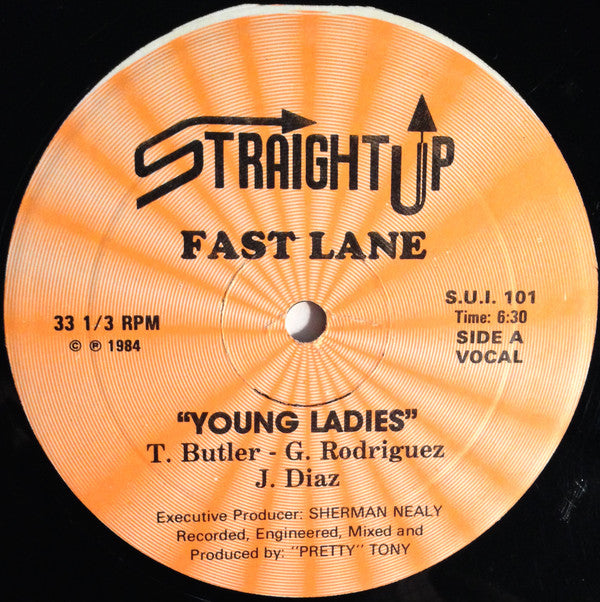 STRAIGHT UP
FAST LANE
33 1/3 RPM
© ℗ 1984
S.U.I. 101
Time: 6:30
SIDE A
VOCAL
"YOUNG LADIES"
T. Butler - G. Rodriguez
J. Diaz
Executive Producer: SHERMAN NEALY
Recorded, Engineered, Mixed and
Produced by: "PRETTY" TONY